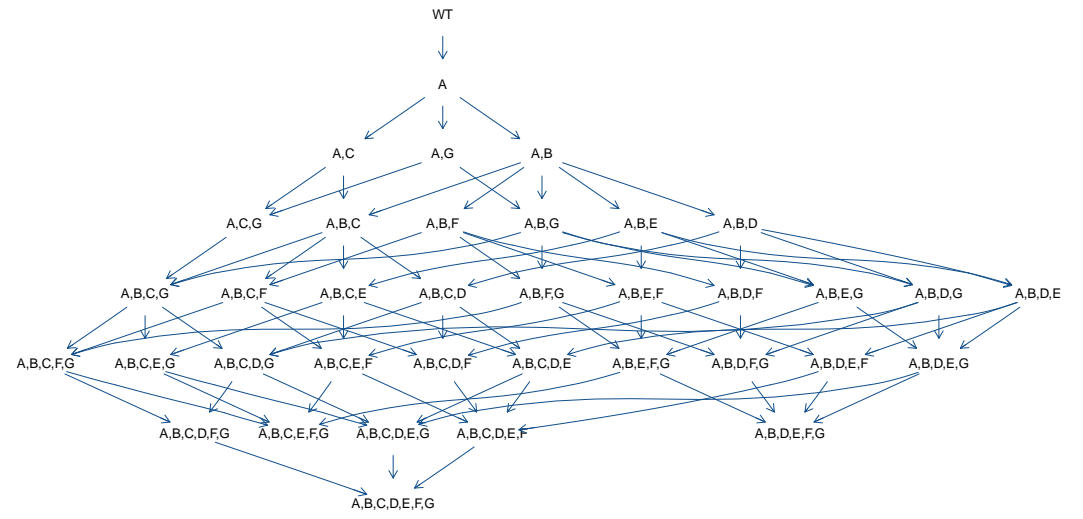 WT
A
A,C A,G A,B
A,C,G A,B,C A,B,F A,B,G A,B,E A,B,D
A,B,C,G A,B,C,F A,B,C,E A,B,C,D A,B,F,G A,B,E,F A,B,D,F A,B,E,G A,B,D,G A,B,D,E
A,B,C,F,G A,B,C,E,G A,B,C,D,G A,B,C,E,F A,B,C,D,F A,B,C,D,E A,B,E,F,G A,B,D,F,G A,B,D,E,F A,B,D,E,G
A,B,C,D,F,G A,B,C,E,F,G A,B,C,D,E,G A,B,C,D,E,F A,B,D,E,F,G
A,B,C,D,E,F,G